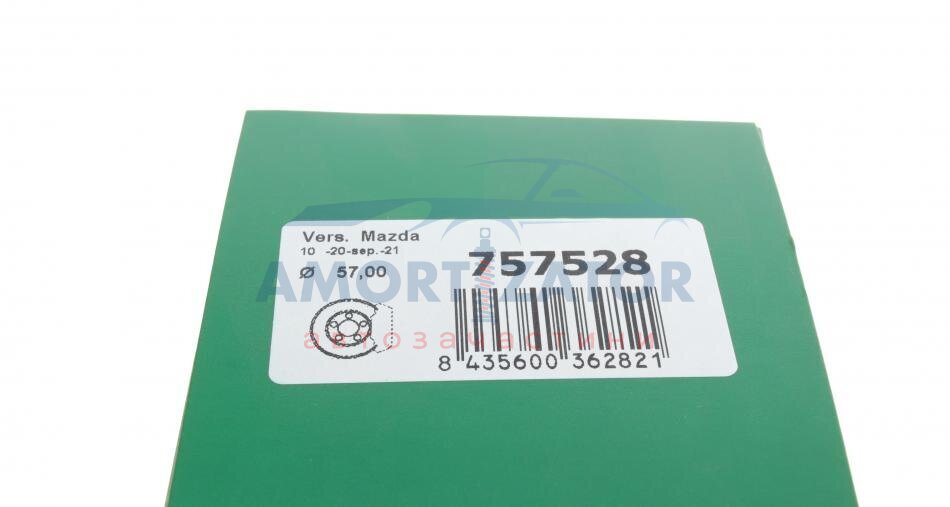 Vers. Mazda
10 -20-sep.-21
Ø 57,00
757528
AMORTIZATOR
автозапчастини
8 435600 362821